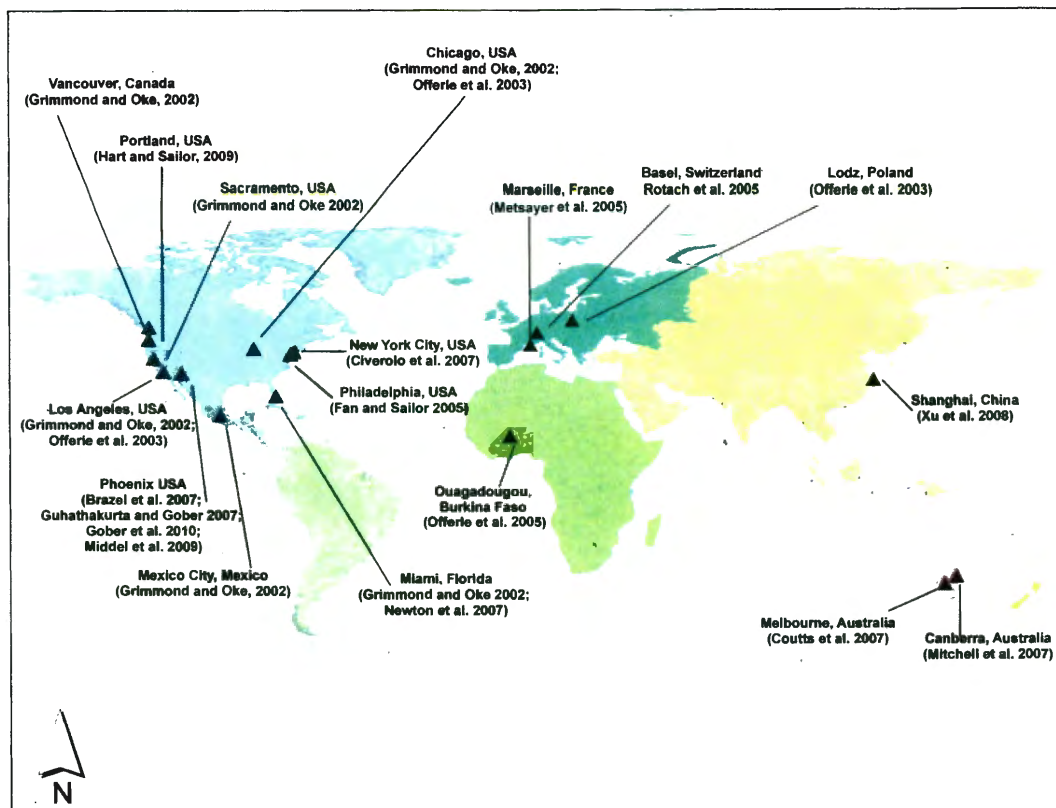 Chicago, USA
(Grimmond and Oke, 2002;
Offerle et al. 2003)
Vancouver, Canada
(Grimmond and Oke, 2002)
Portland, USA
(Hart and Sailor, 2009)
Sacramento, USA
(Grimmond and Oke 2002)
Marseille, France
(Metsayer et al. 2005)
Basel, Switzerland
Rotach et al. 2005
Lodz, Poland
(Offerle et al. 2003)
New York City, USA
(Civerolo et al. 2007)
Philadelphia, USA
(Fan and Sailor 2005)
Los Angeles, USA
(Grimmond and Oke, 2002;
Offerle et al. 2003)
Shanghai, China
(Xu et al. 2008)
Phoenix USA
(Brazel et al. 2007;
Guhathakurta and Gober 2007;
Gober et al. 2010;
Middel et al. 2009)
Ouagadougou,
Burkina Faso
(Offerle et al. 2005)
Mexico City, Mexico
(Grimmond and Oke, 2002)
Miami, Florida
(Grimmond and Oke 2002;
Newton et al. 2007)
Melbourne, Australia
(Coutts et al. 2007)
Canberra, Australia
(Mitchell et al. 2007)
N